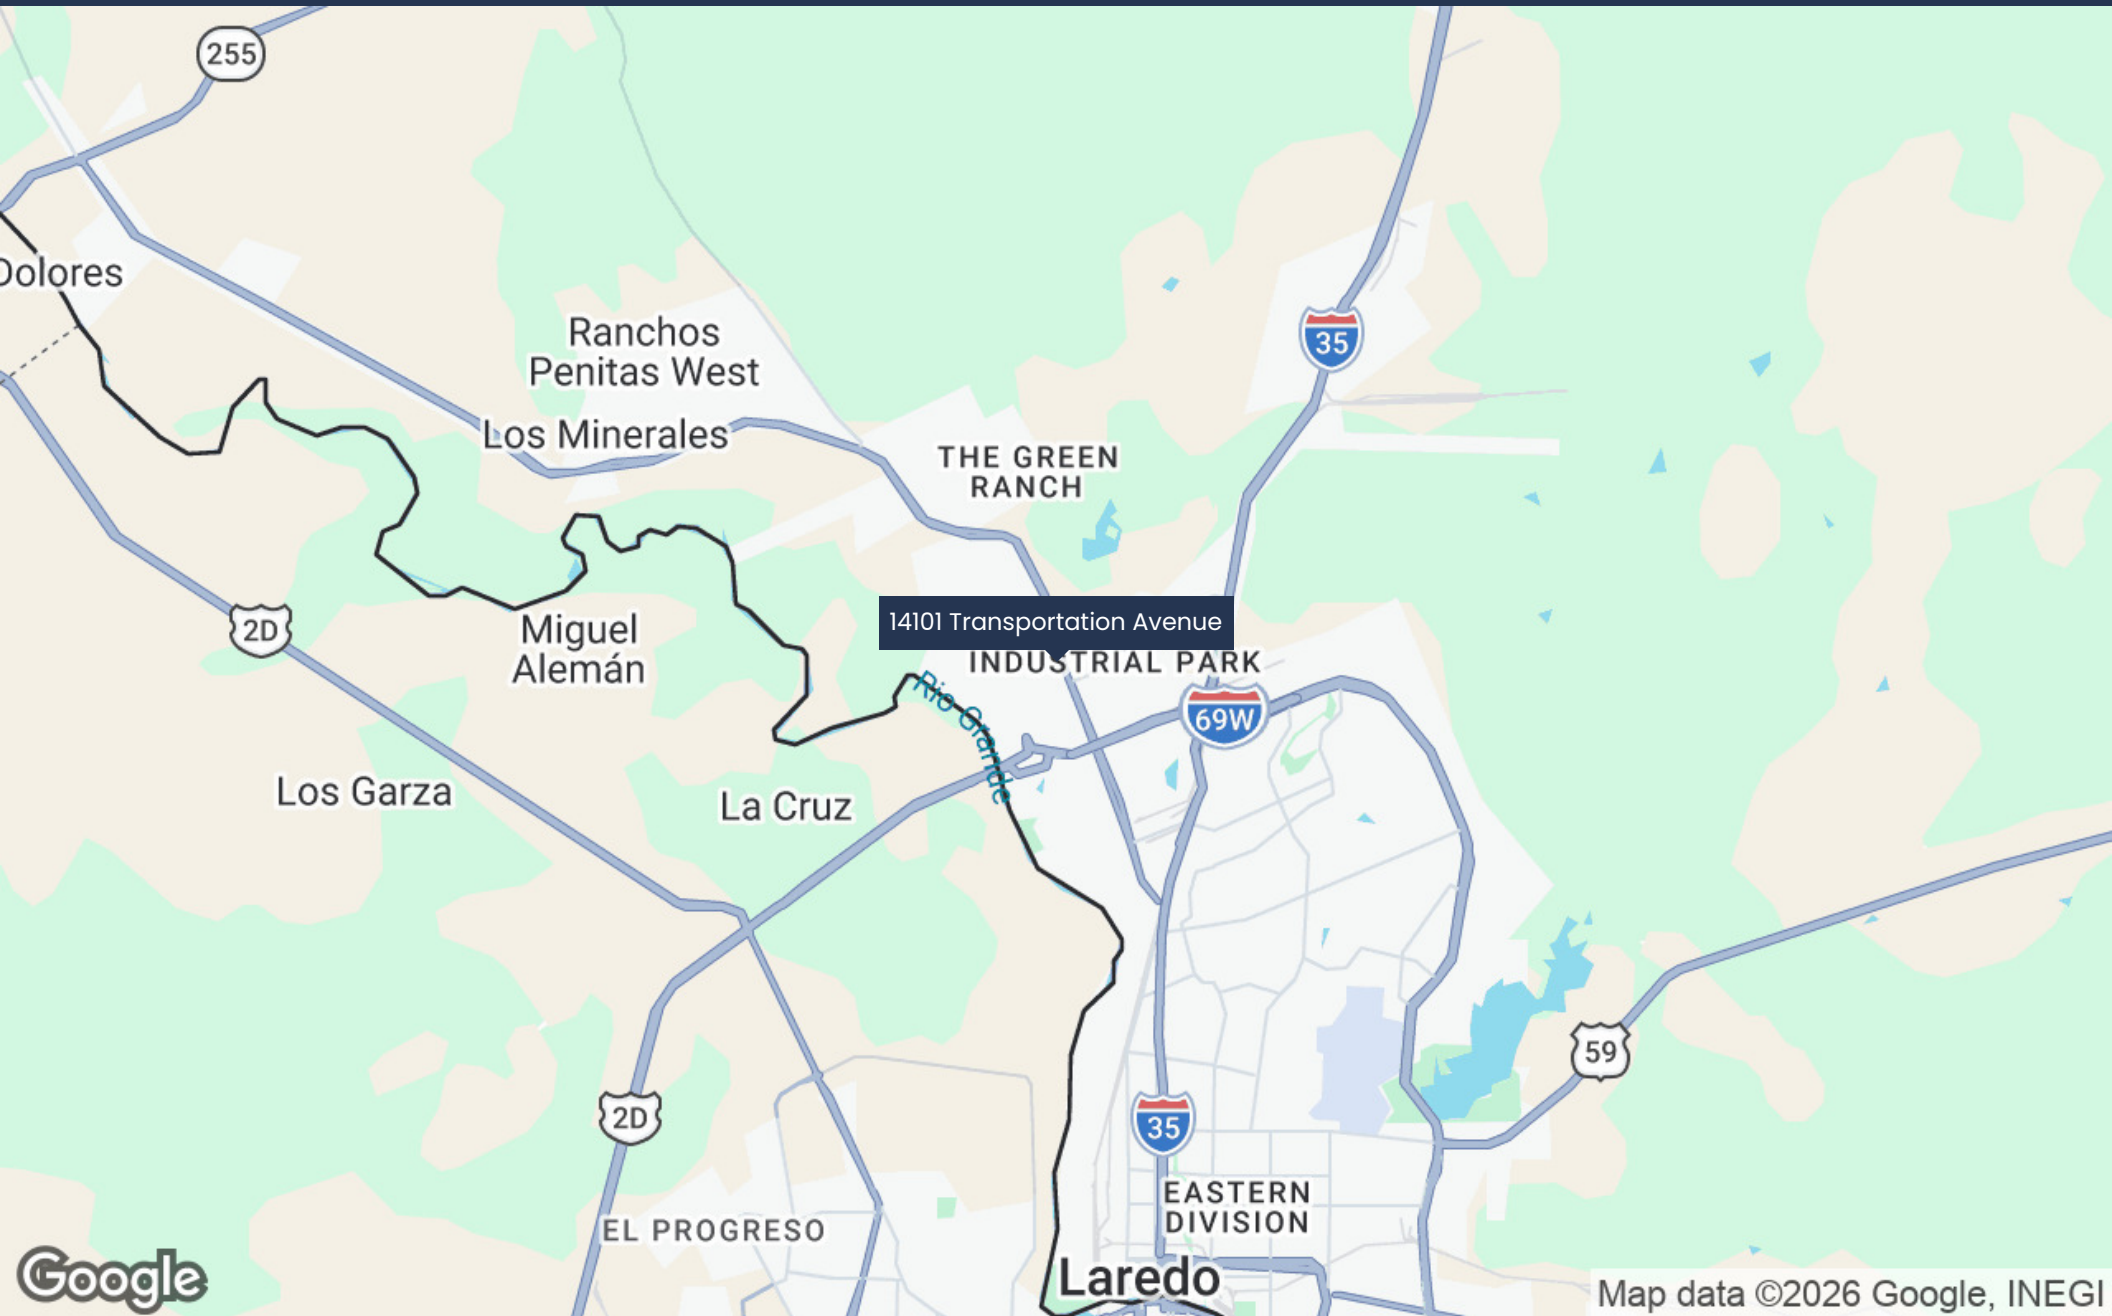 255
Dolores
Ranchos
Penitas West
35
Los Minerales
THE GREEN
RANCH
14101 Transportation Avenue
2D
Miguel
Alemán
INDUSTRIAL PARK
Rio Grande
69W
Los Garza
La Cruz
59
2D
35
EASTERN
DIVISION
EL PROGRESO
Laredo
Google
Map data ©2026 Google, INEGI